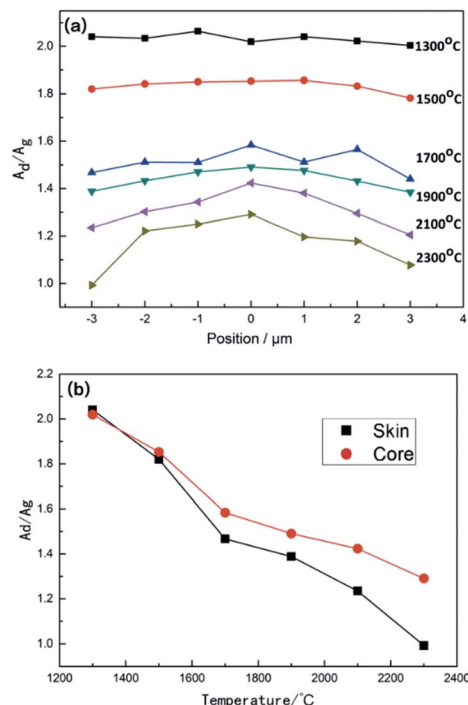 (a)
2.0
1.8
1.6
1.4
1.2
1.0
Ad/Ag
1300°C
1500°C
1700°C
1900°C
2100°C
2300°C
-3 -2 -1 0 1 2 3 4
Position / μm
(b)
2.2
2.0
1.8
1.6
1.4
1.2
1.0
Ad/Ag
Skin
Core
1200 1400 1600 1800 2000 2200 2400
Temperature/°C